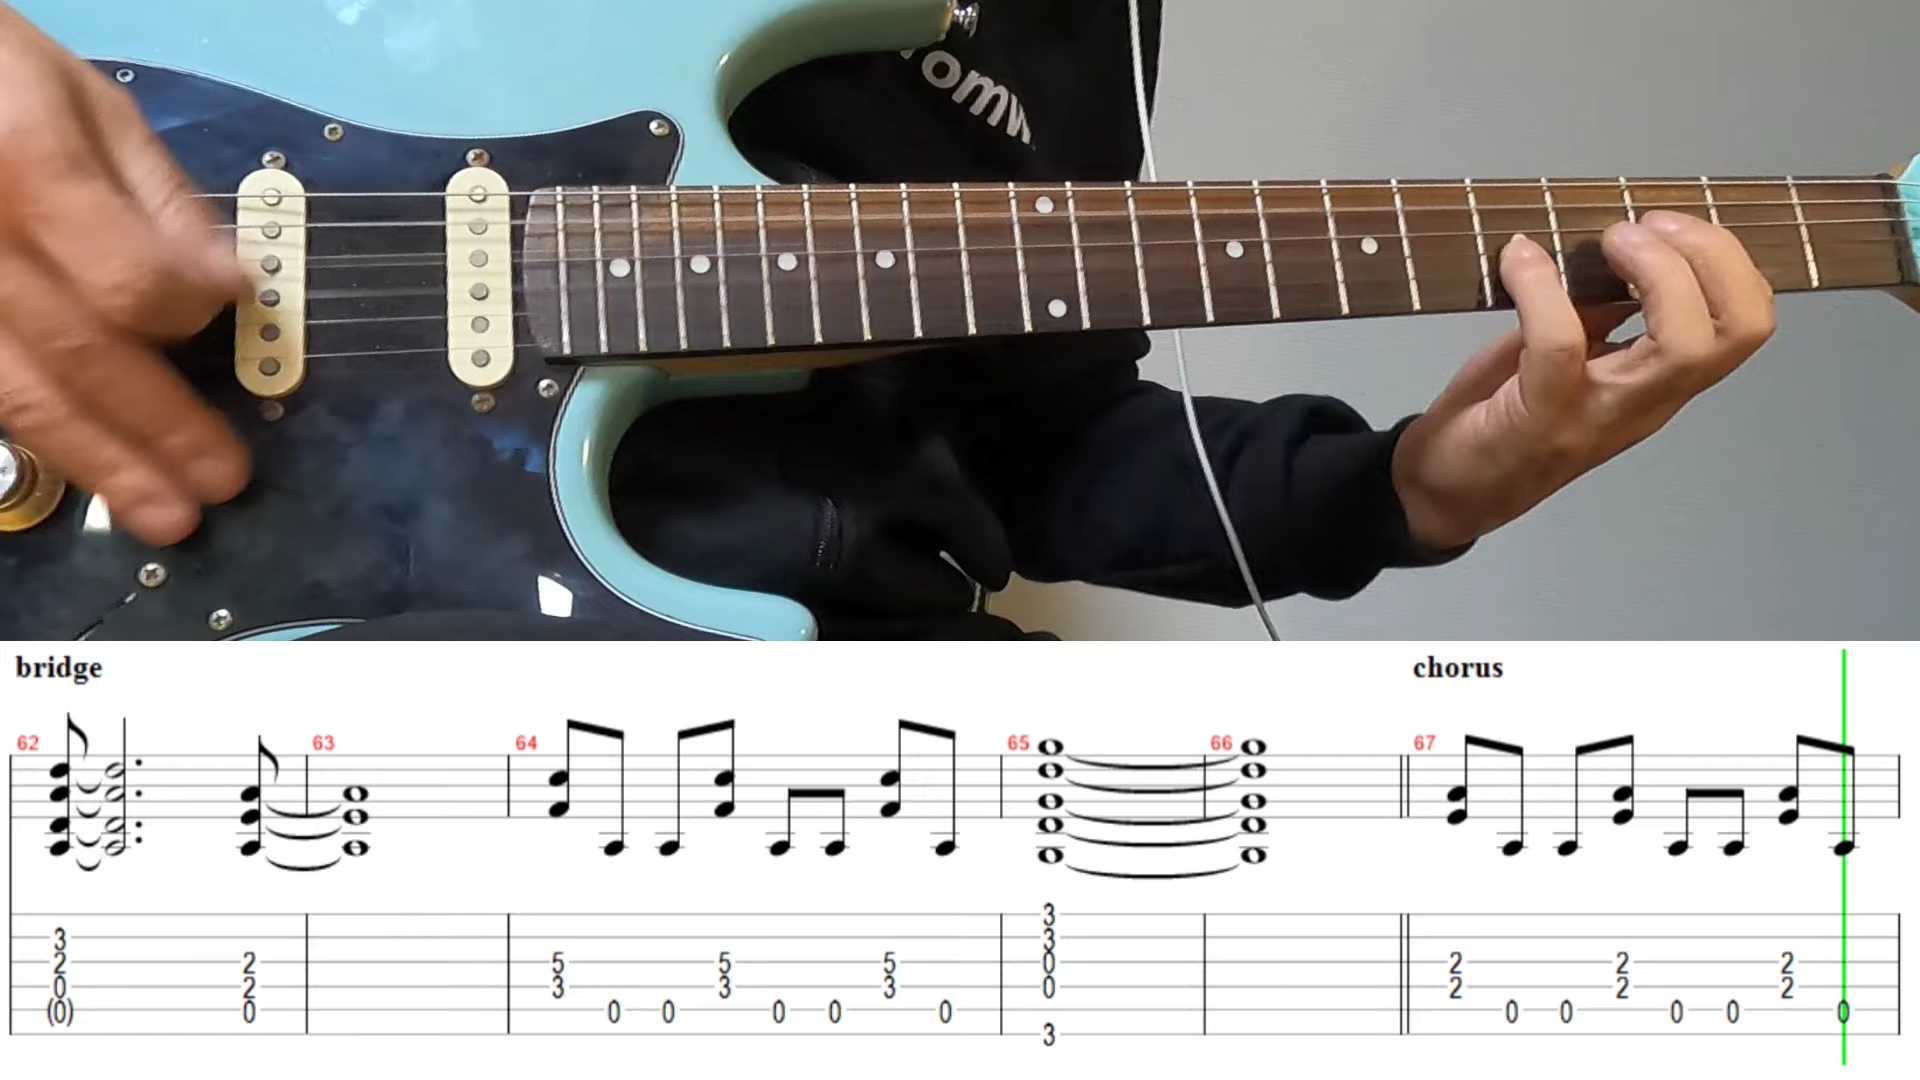 omw
bridge chorus
62 63 64 65 66 67
3
3 3
2 2 5 5 5 0 2 2 2
0 2 3 3 3 0 2 2 2
(0) 0 0 0 0 0 0 0 0 0 0 0
3